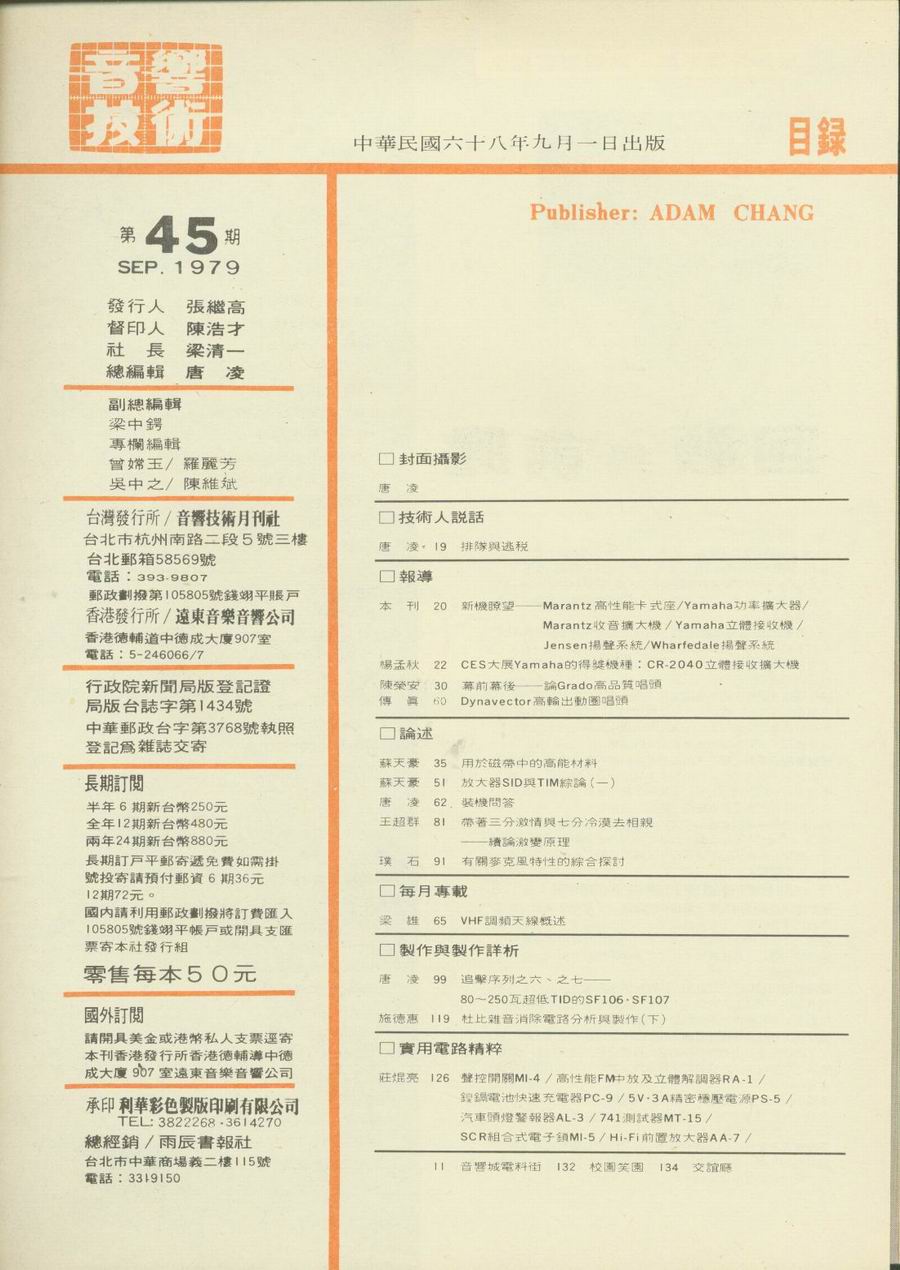 音響
技術
中華民國六十八年九月一日出版
目録
Publisher: ADAM CHANG
第45期
SEP. 1979
發行人 張繼高
督印人 陳浩才
社 長 梁清一
總編輯 唐 凌
副總編輯
梁中鍔
專欄編輯
曾嫦玉/ 羅麗芳
吳中之/ 陳維斌
台灣發行所/音響技術月刊社
台北市杭州南路二段5號三樓
台北郵箱58569號
電話：393-9807
郵政劃撥第105805號錢翊平賬戶
香港發行所/遠東音樂音響公司
香港德輔道中德成大廈907室
電話：5-246066/7
行政院新聞局版登記證
局版台誌字第1434號
中華郵政台字第3768號執照
登記爲雜誌交寄
長期訂閱
半年6期新台幣250元
全年12期新台幣480元
兩年24期新台幣880元
長期訂戶平郵寄遞免費如需掛
號投寄請預付郵資6期36元
12期72元。
國內請利用郵政劃撥將訂費匯入
105805號錢翊平帳戶或開具支匯
票寄本社發行組
零售每本50元
國外訂閱
請開具美金或港幣私人支票逕寄
本刊香港發行所香港德輔導中德
成大廈907室遠東音樂音響公司
承印 利華彩色製版印刷有限公司
TEL: 3822268·3614270
總經銷/雨辰書報社
台北市中華商場義二樓115號
電話：3319150
□封面攝影
唐 凌
□技術人説話
唐 凌 19 排隊與逃税
□報導
本 刊 20 新機瞭望——Marantz高性能卡式座/Yamaha功率擴大器/
Marantz收音擴大機/Yamaha立體接收機/
Jensen揚聲系統/Wharfedale揚聲系統
楊孟秋 22 CES大展Yamaha的得獎機種：CR-2040立體接收擴大機
陳榮安 30 幕前幕後——論Grado高品質唱頭
傳 眞 60 Dynavector高輸出動圈唱頭
□論述
蘇天豪 35 用於磁帶中的高能材料
蘇天豪 51 放大器SID與TIM綜論(一)
唐 凌 62 裝機問答
王超群 81 帶著三分激情與七分冷漠去相親
——續論激變原理
璞 石 91 有關麥克風特性的綜合探討
□每月專載
梁 雄 65 VHF調頻天線概述
□製作與製作詳析
唐 凌 99 追擊序列之六、之七——
80～250瓦超低TID的SF106·SF107
施德惠 119 杜比雜音消除電路分析與製作(下)
□實用電路精粹
莊焜亮 126 聲控開關MI-4/高性能FM中放及立體解調器RA-1/
鎳鎘電池快速充電器PC-9/5V·3A精密穩壓電源PS-5/
汽車頭燈警報器AL-3/741測試器MT-15/
SCR組合式電子鎖MI-5/Hi-Fi前置放大器AA-7/
11 音響城電料街 132 校園笑園 134 交誼廳